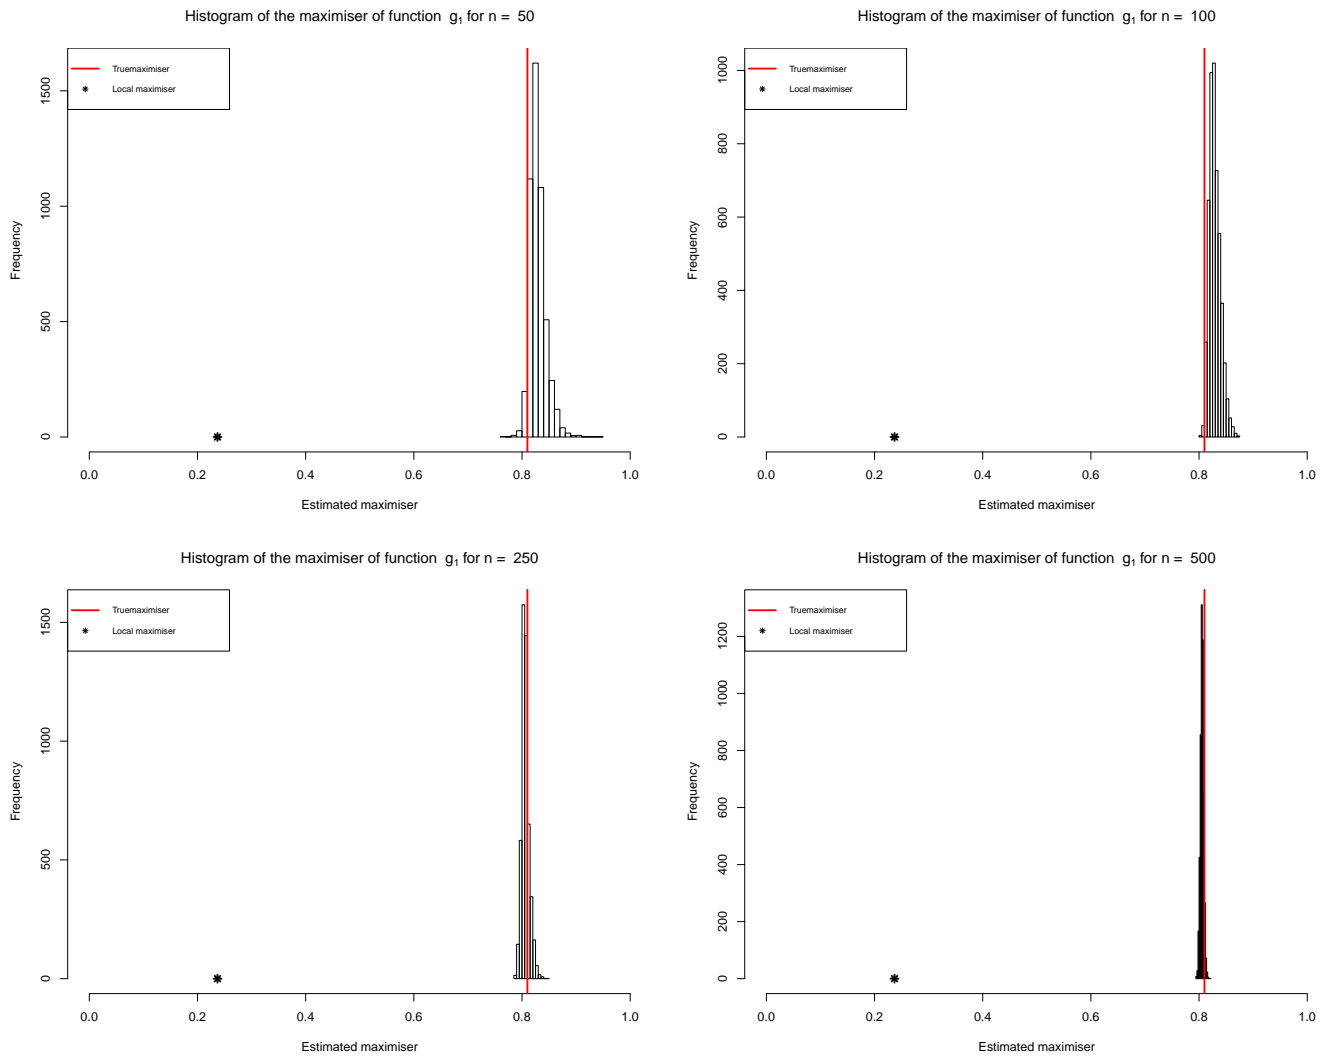 Histogram of the maximiser of function g₁ for n = 50
Truemaximiser
Local maximiser
Frequency
1500
1000
500
0
0.0 0.2 0.4 0.6 0.8 1.0
Estimated maximiser
Histogram of the maximiser of function g₁ for n = 100
Truemaximiser
Local maximiser
Frequency
1000
800
600
400
200
0
0.0 0.2 0.4 0.6 0.8 1.0
Estimated maximiser
Histogram of the maximiser of function g₁ for n = 250
Truemaximiser
Local maximiser
Frequency
1500
1000
500
0
0.0 0.2 0.4 0.6 0.8 1.0
Estimated maximiser
Histogram of the maximiser of function g₁ for n = 500
Truemaximiser
Local maximiser
Frequency
1200
1000
800
600
400
200
0
0.0 0.2 0.4 0.6 0.8 1.0
Estimated maximiser